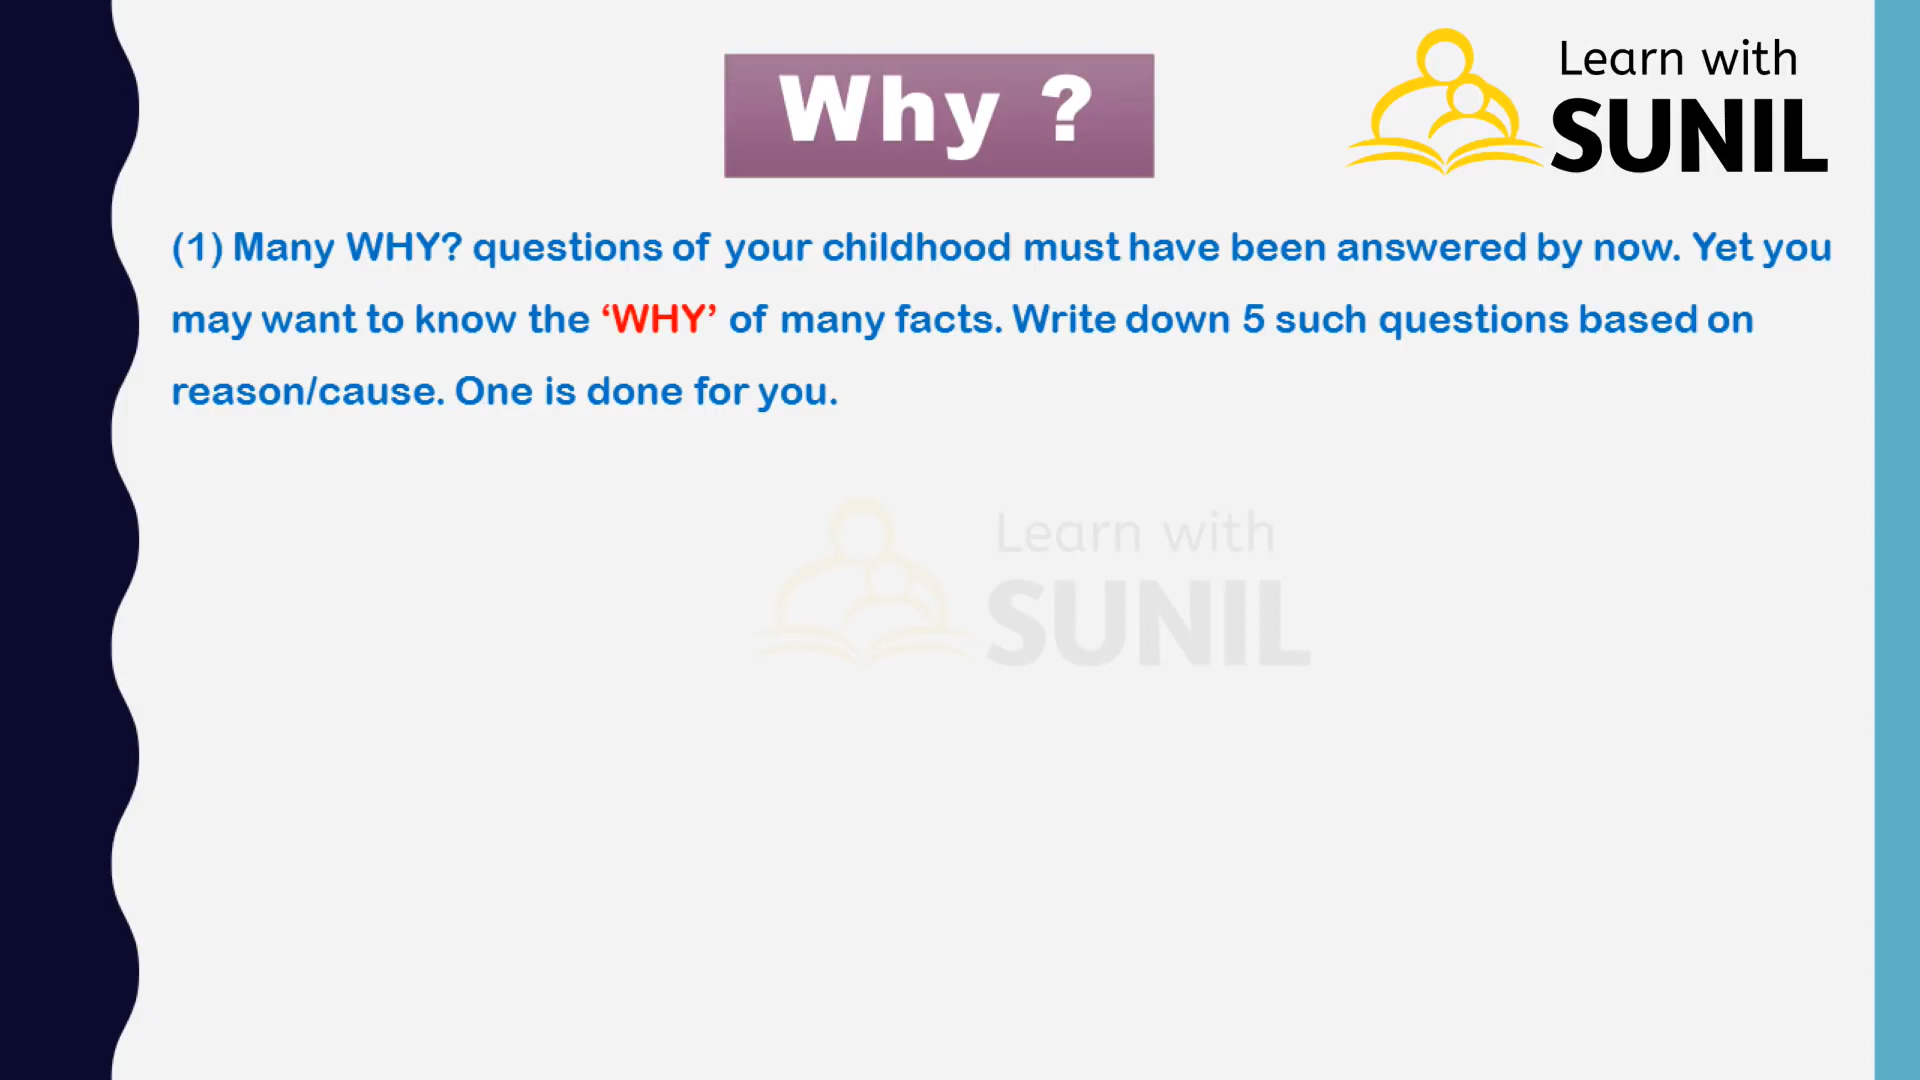 Why ?
Learn with
SUNIL
(1) Many WHY? questions of your childhood must have been answered by now. Yet you
may want to know the ‘WHY’ of many facts. Write down 5 such questions based on
reason/cause. One is done for you.
Learn with
SUNIL